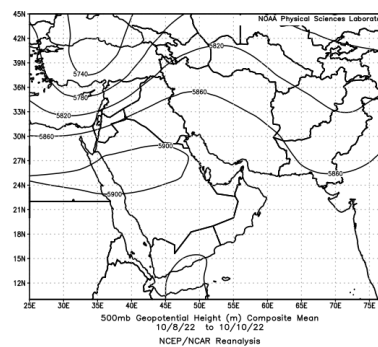 NOAA Physical Sciences Laborat
45N
42N
39N
36N
33N
30N
27N
24N
21N
18N
15N
12N
5740
5780
5820
5860
5820
5860
5900
5900
5860
25E
30E
35E
40E
45E
50E
55E
60E
65E
70E
75E
500mb Geopotential Height (m) Composite Mean
10/8/22 to 10/10/22
NCEP/NCAR Reanalysis